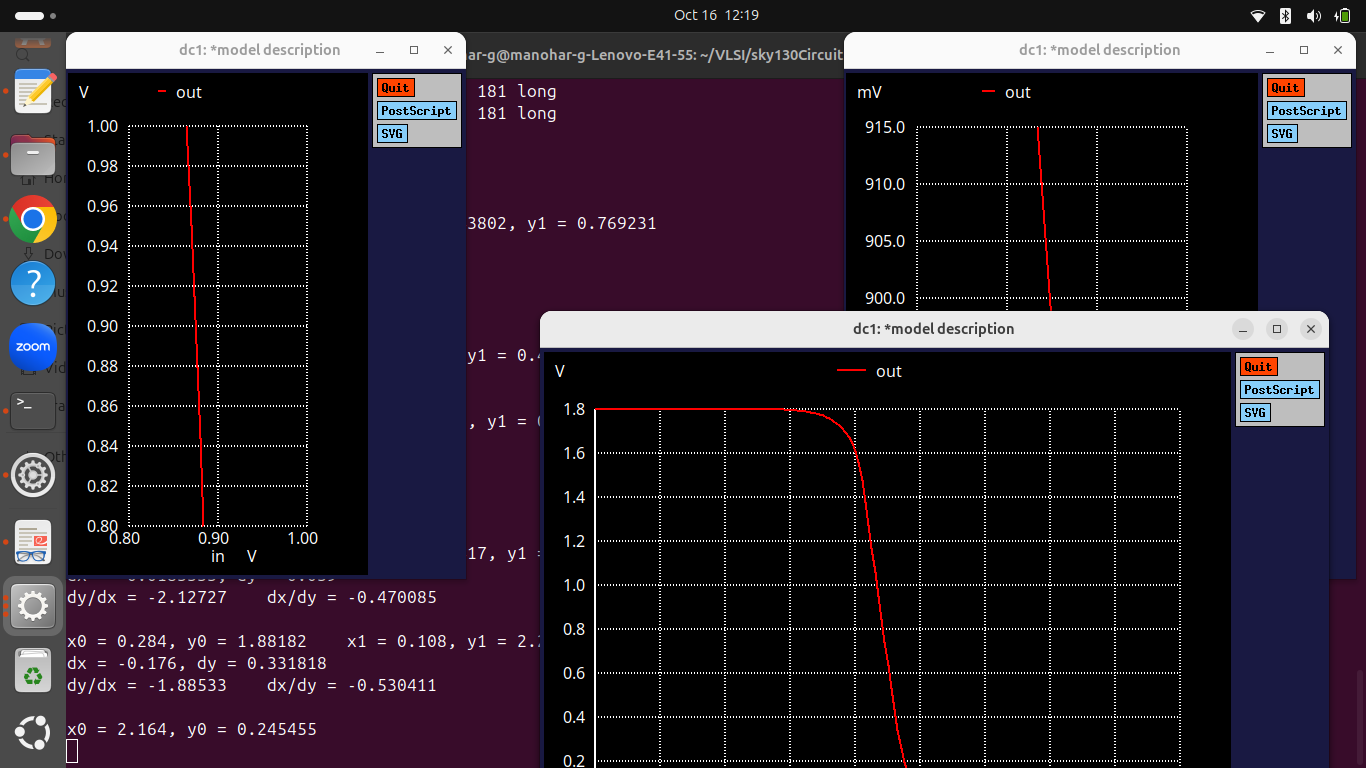 Oct 16 12:19
dc1: *model description
ar-g@manohar-g-Lenovo-E41-55: ~/VLSI/sky130Circuit
dc1: *model description
V
out
Quit
PostScript
SVG
1.00
0.98
0.96
0.94
0.92
0.90
0.88
0.86
0.84
0.82
0.80
0.80 0.90 1.00
in V
181 long
181 long
3802, y1 = 0.769231
y1 = 0.4
, y1 =
17, y1 =
mV
out
Quit
PostScript
SVG
915.0
910.0
905.0
900.0
dc1: *model description
V
out
Quit
PostScript
SVG
1.8
1.6
1.4
1.2
1.0
0.8
0.6
0.4
0.2
dy/dx = -2.12727 dx/dy = -0.470085
x0 = 0.284, y0 = 1.88182 x1 = 0.108, y1 = 2.
dx = -0.176, dy = 0.331818
dy/dx = -1.88533 dx/dy = -0.530411
x0 = 2.164, y0 = 0.245455
zoom